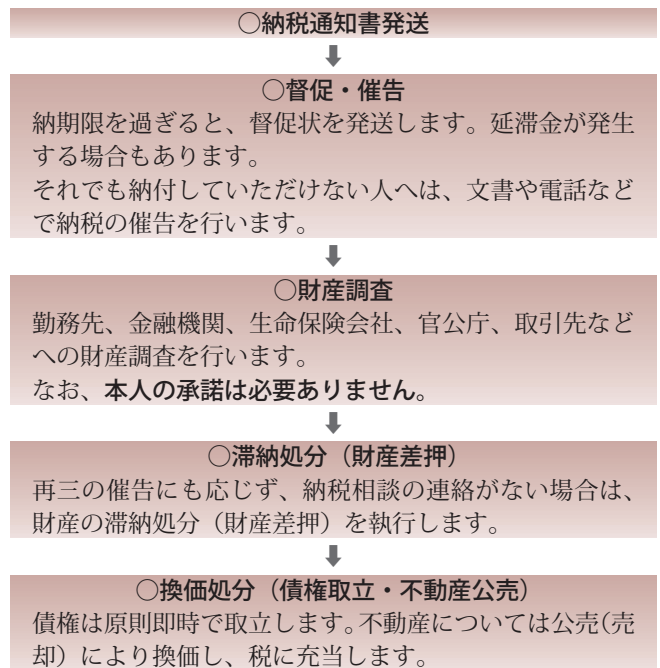 ○納税通知書発送
○督促・催告
納期限を過ぎると、督促状を発送します。延滞金が発生
する場合もあります。
それでも納付していただけない人へは、文書や電話など
で納税の催告を行います。
○財産調査
勤務先、金融機関、生命保険会社、官公庁、取引先など
への財産調査を行います。
なお、本人の承諾は必要ありません。
○滞納処分（財産差押）
再三の催告にも応じず、納税相談の連絡がない場合は、
財産の滞納処分（財産差押）を執行します。
○換価処分（債権取立・不動産公売）
債権は原則即時で取立します。不動産については公売(売
却）により換価し、税に充当します。